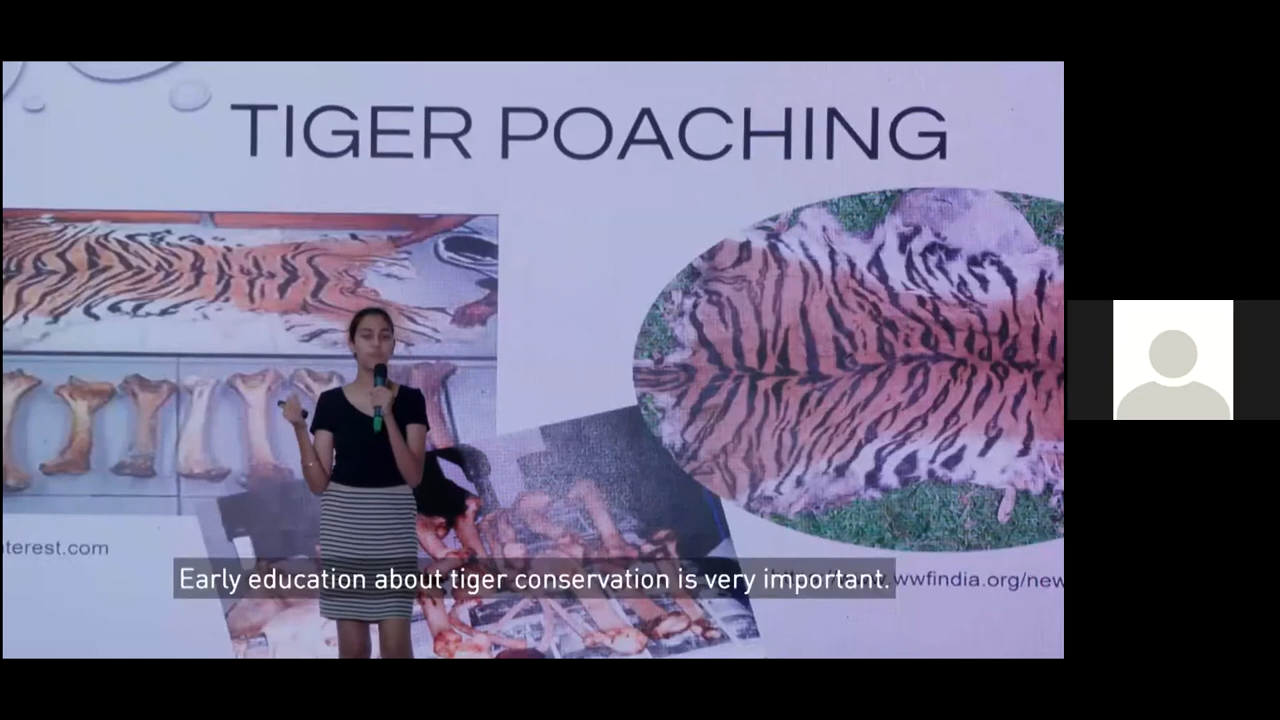 TIGER POACHING
terest.com
wwfindia.org/new
Early education about tiger conservation is very important.